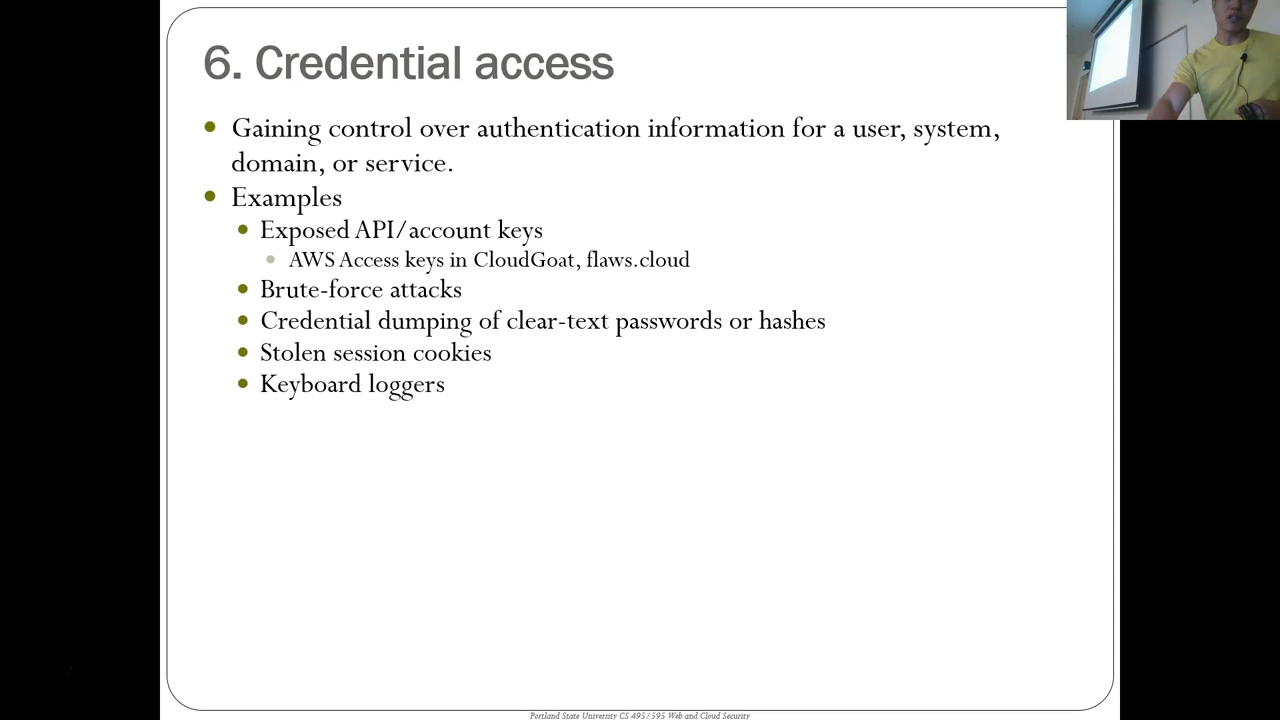 6. Credential access
Gaining control over authentication information for a user, system,
domain, or service.
Examples
Exposed API/account keys
AWS Access keys in CloudGoat, flaws.cloud
Brute-force attacks
Credential dumping of clear-text passwords or hashes
Stolen session cookies
Keyboard loggers
Portland State University CS 495/595 Web and Cloud Security